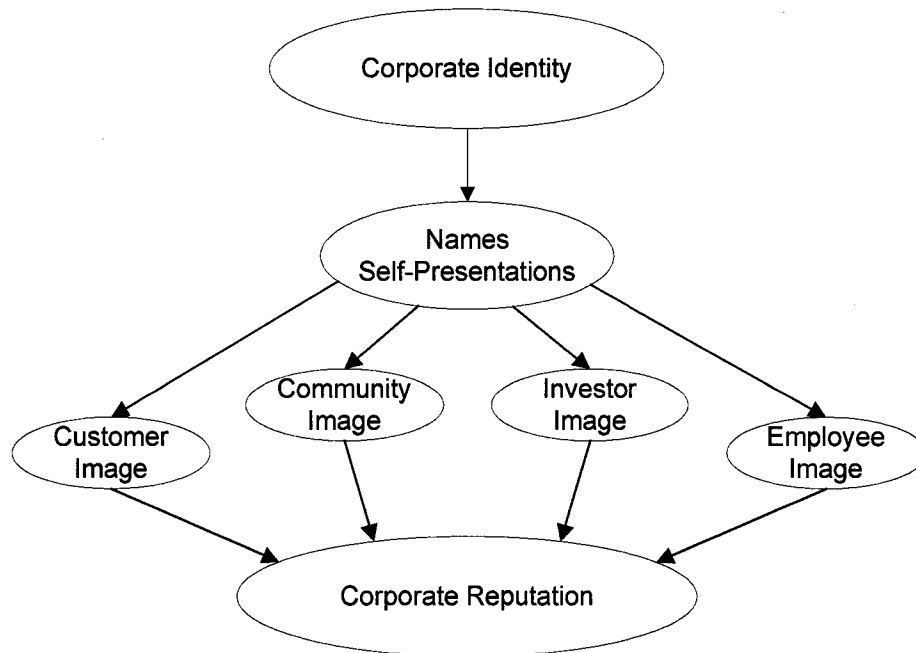 Corporate Identity
Names
Self-Presentations
Customer
Image
Community
Image
Investor
Image
Employee
Image
Corporate Reputation